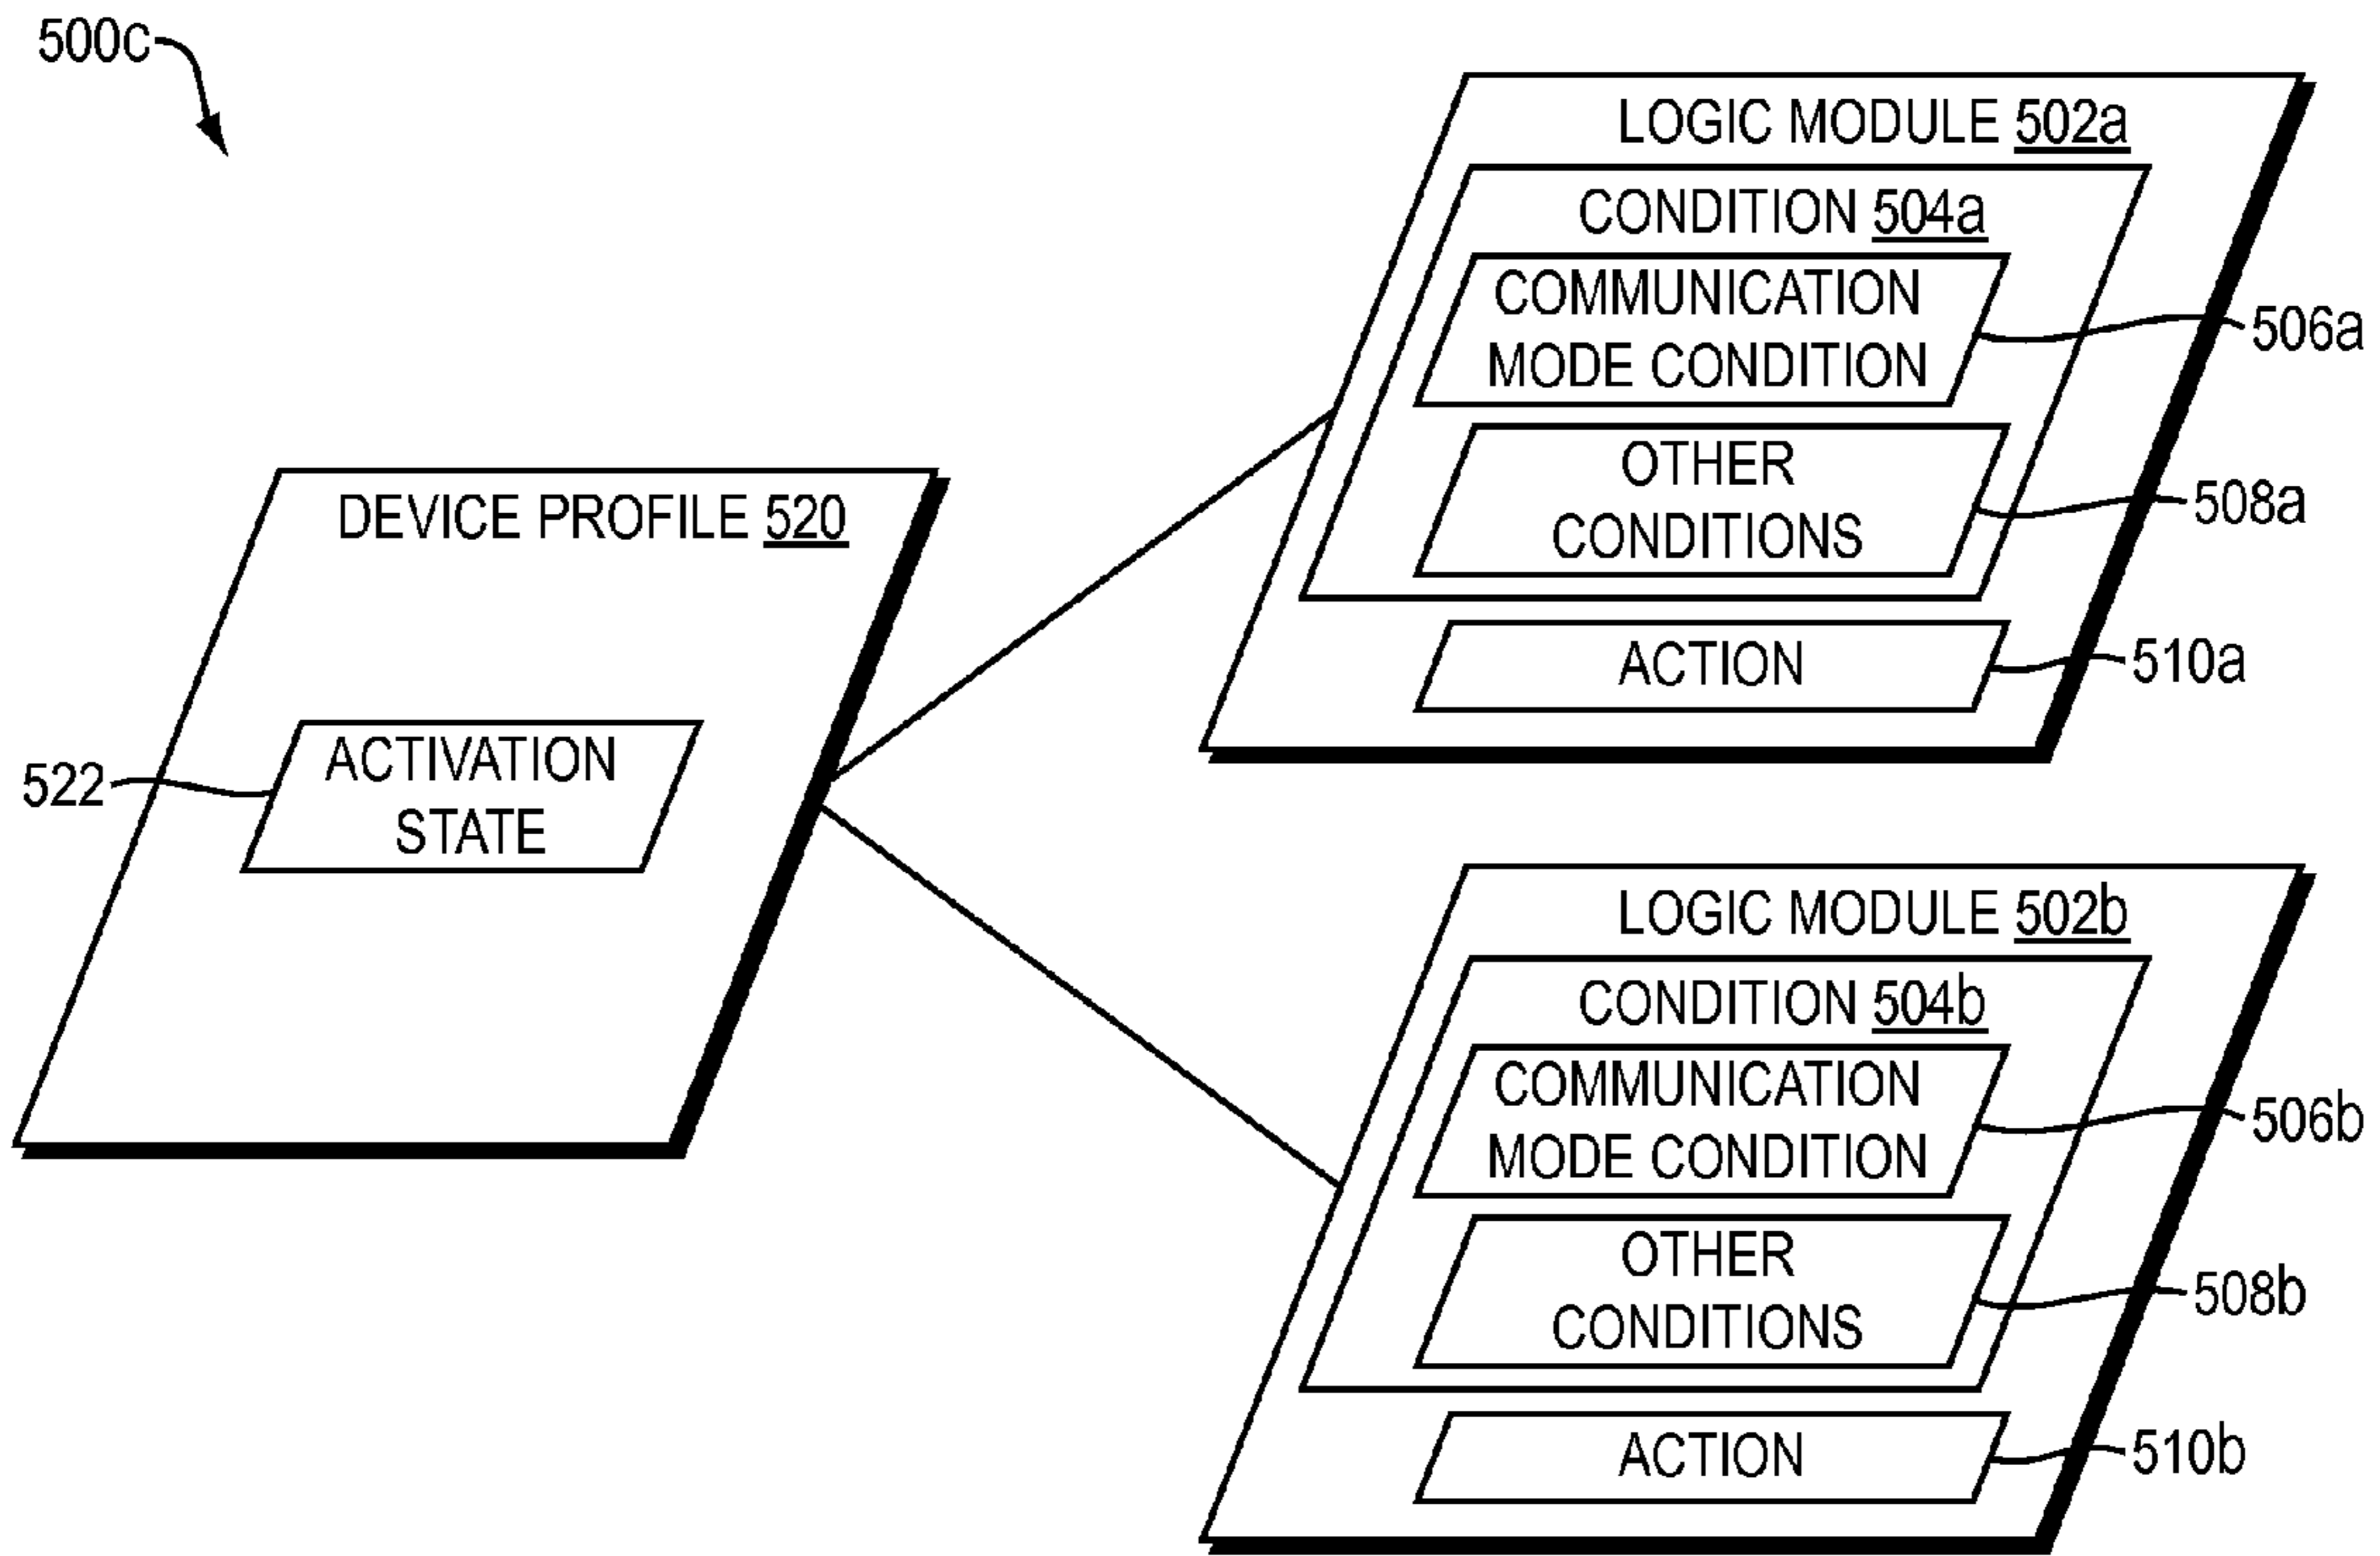 500c
LOGIC MODULE 502a
CONDITION 504a
COMMUNICATION
MODE CONDITION
506a
OTHER
CONDITIONS
508a
ACTION
510a
DEVICE PROFILE 520
ACTIVATION
STATE
522
LOGIC MODULE 502b
CONDITION 504b
COMMUNICATION
MODE CONDITION
506b
OTHER
CONDITIONS
508b
ACTION
510b